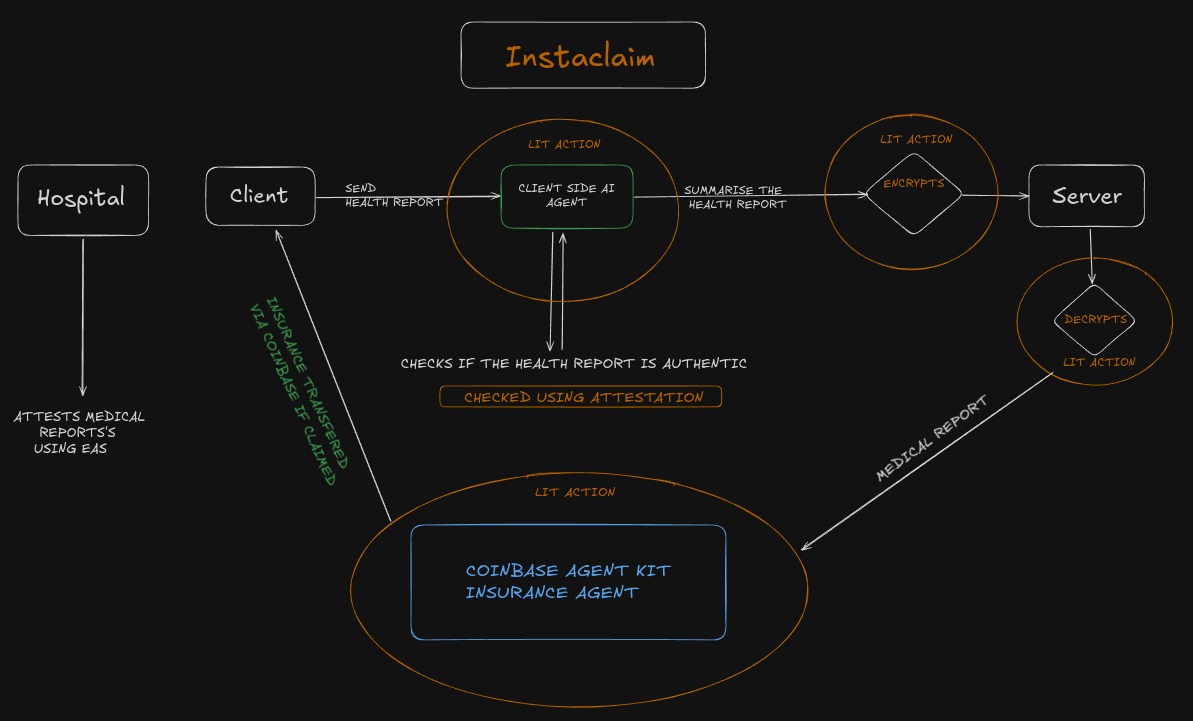 Instaclaim
Hospital
ATTESTS MEDICAL
REPORTS'S
USING EAS
Client
SEND
HEALTH REPORT
LIT ACTION
CLIENT SIDE AI
AGENT
SUMMARISE THE
HEALTH REPORT
LIT ACTION
ENCRYPTS
Server
DECRYPTS
LIT ACTION
CHECKS IF THE HEALTH REPORT IS AUTHENTIC
CHECKED USING ATTESTATION
MEDICAL REPORT
LIT ACTION
COINBASE AGENT KIT
INSURANCE AGENT
INSURANCE TRANSFERED
VIA COINBASE IF CLAIMED